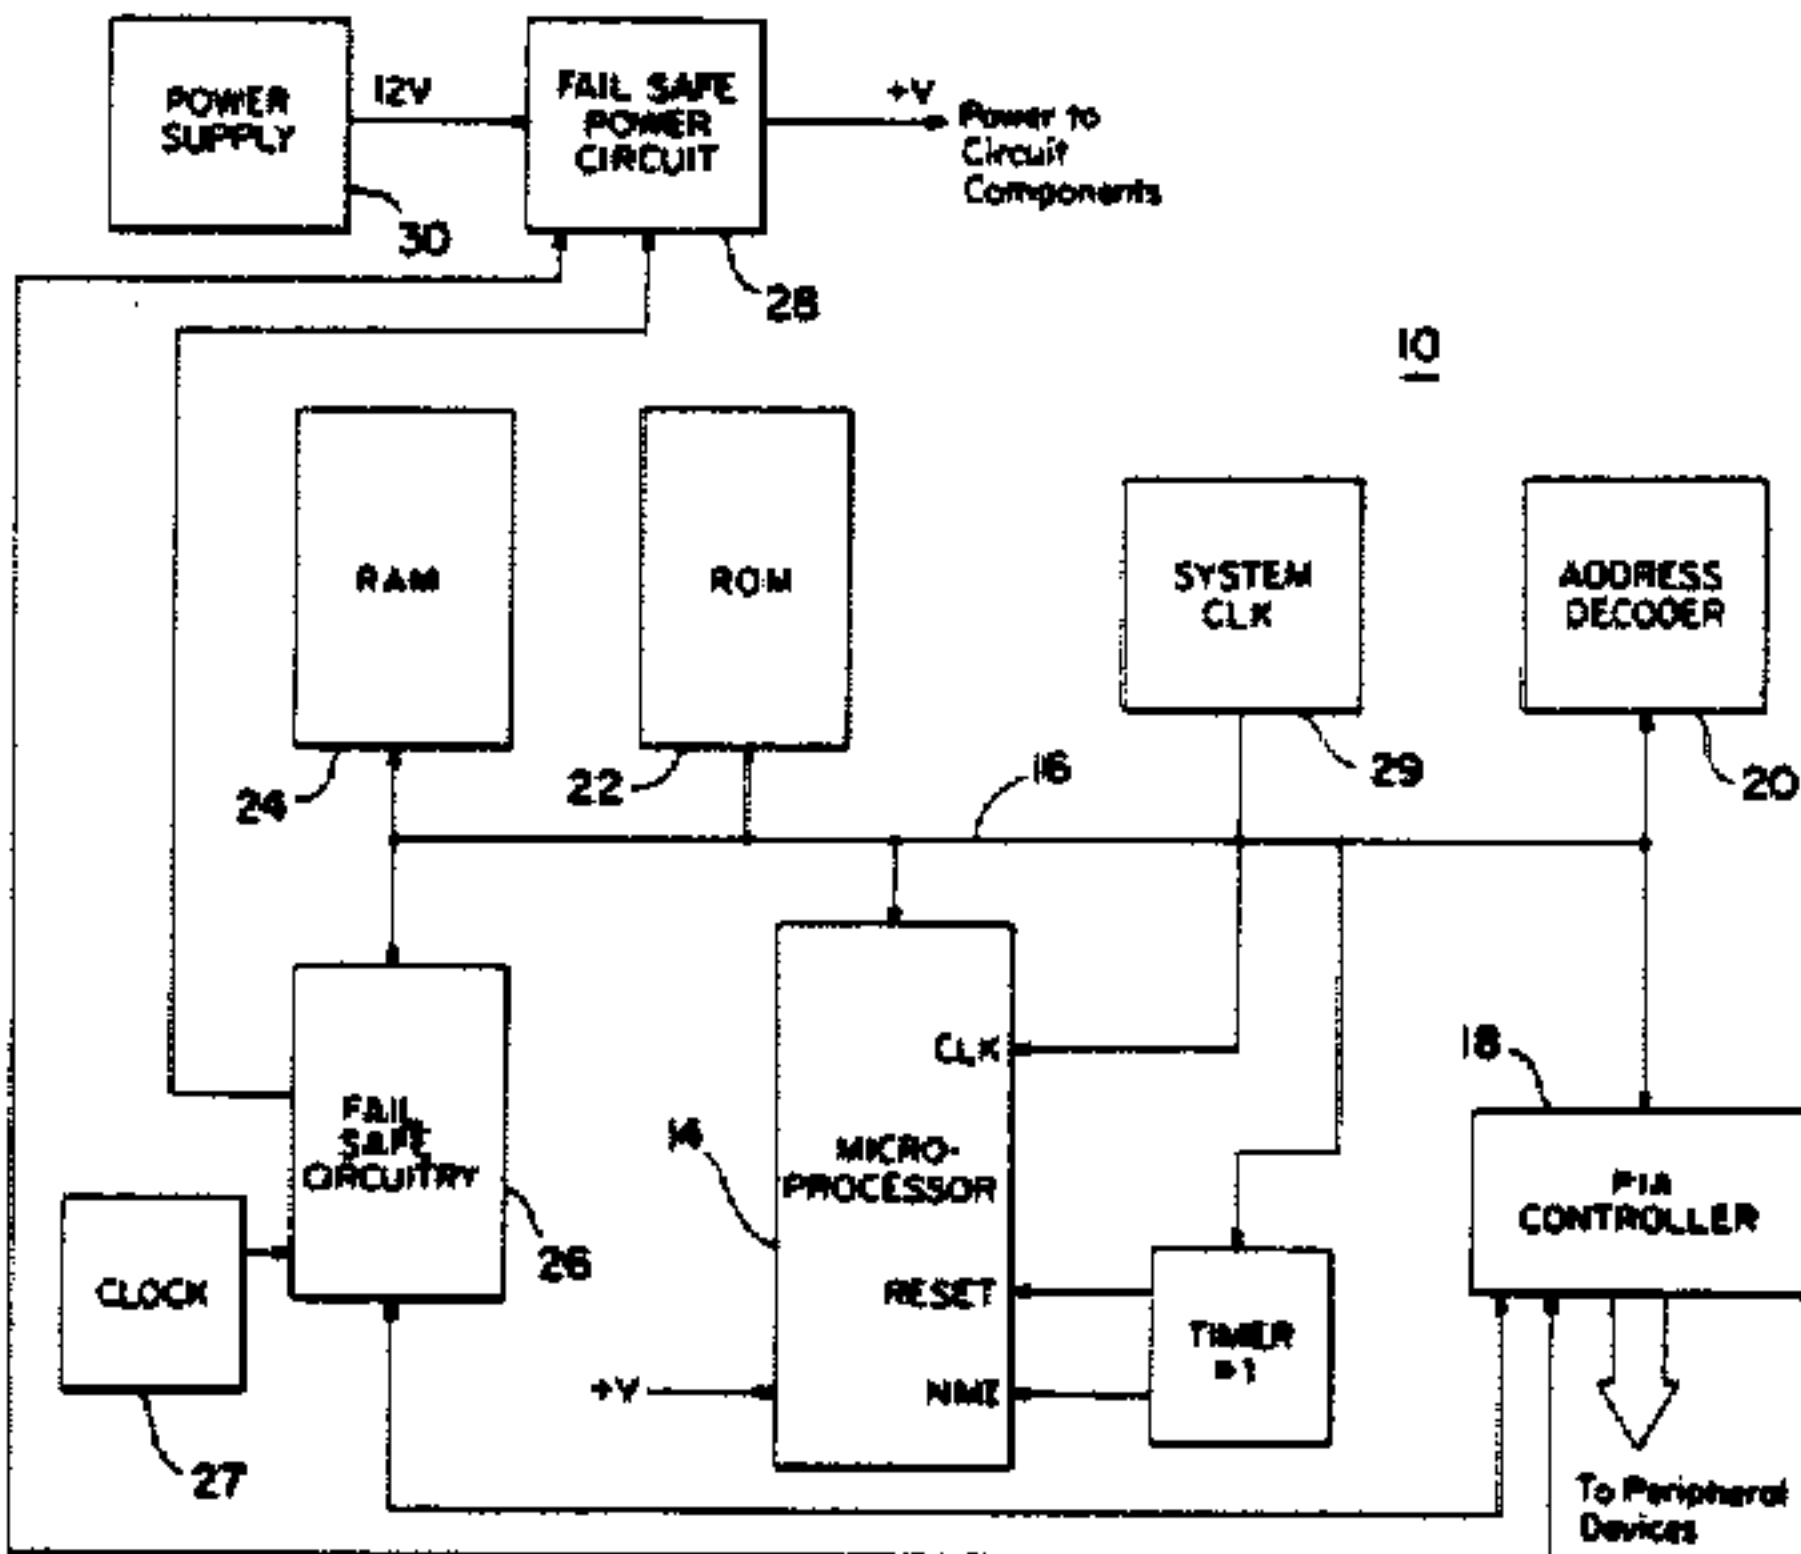 POWER
SUPPLY
12V
FAIL SAFE
POWER
CIRCUIT
+V
Power to
Circuit
Components
30
28
10
RAM
ROM
SYSTEM
CLK
ADDRESS
DECODER
24
22
16
29
20
CLK
18
FAIL
SAFE
CIRCUITRY
14
MICRO-
PROCESSOR
PIA
CONTROLLER
26
CLOCK
RESET
TIMER
#1
+V
NMI
27
To Peripheral
Devices